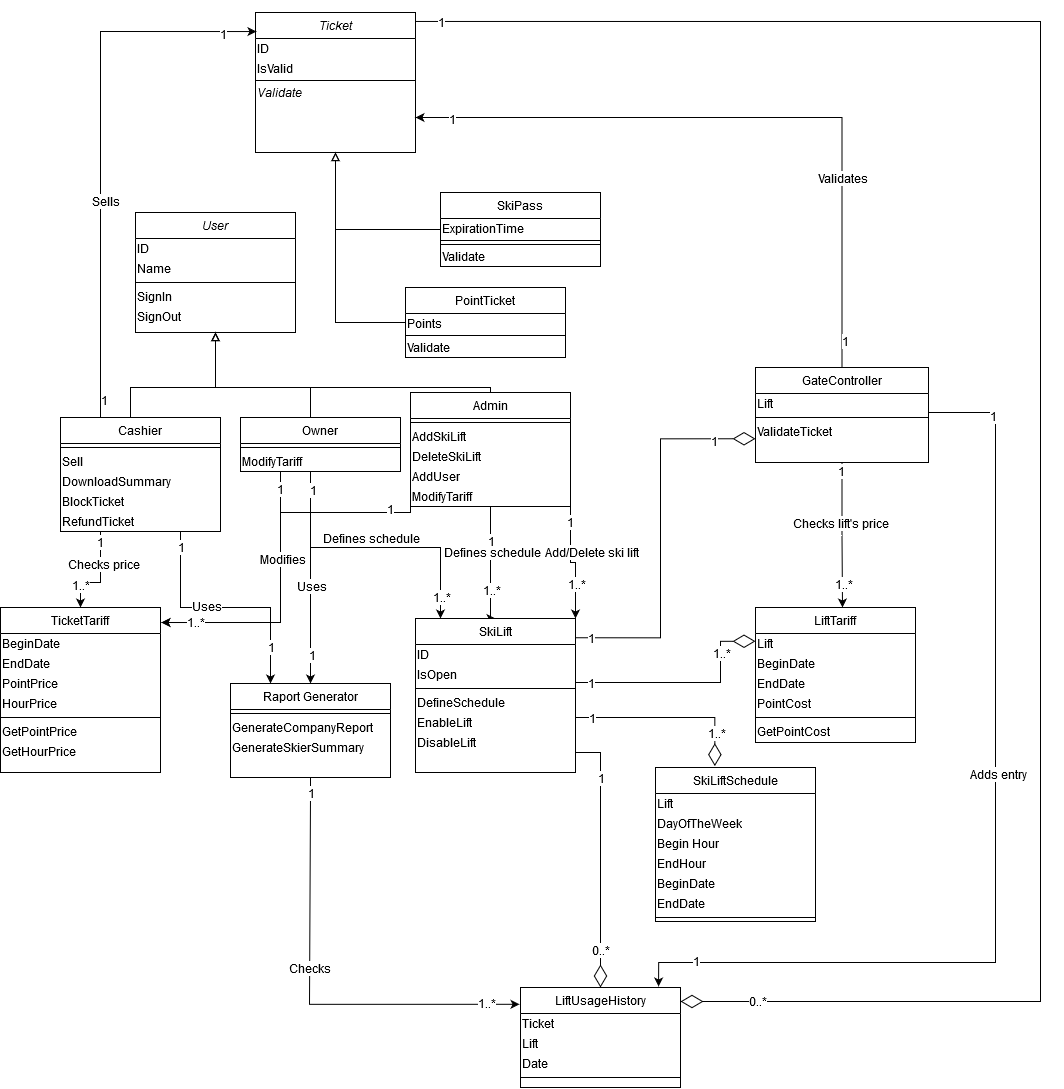 Ticket
ID
IsValid
Validate
1
1
1
Validates
1
Sells
1
SkiPass
ExpirationTime
Validate
User
ID
Name
SignIn
SignOut
PointTicket
Points
Validate
GateController
Lift
ValidateTicket
1
1
1
Cashier
Sell
DownloadSummary
BlockTicket
RefundTicket
Owner
ModifyTariff
Admin
AddSkiLift
DeleteSkiLift
AddUser
ModifyTariff
1
1
1
1
1
1
1
Checks price
1..*
Modifies
Uses
Uses
Defines schedule
Defines schedule
Add/Delete ski lift
Checks lift's price
1..*
1..*
1..*
1..*
1..*
1
1
TicketTariff
BeginDate
EndDate
PointPrice
HourPrice
GetPointPrice
GetHourPrice
Raport Generator
GenerateCompanyReport
GenerateSkierSummary
SkiLift
ID
IsOpen
DefineSchedule
EnableLift
DisableLift
1
1
1..*
1
1..*
1
LiftTariff
Lift
BeginDate
EndDate
PointCost
GetPointCost
SkiLiftSchedule
Lift
DayOfTheWeek
Begin Hour
EndHour
BeginDate
EndDate
Adds entry
1
1
Checks
1..*
0..*
0..*
LiftUsageHistory
Ticket
Lift
Date